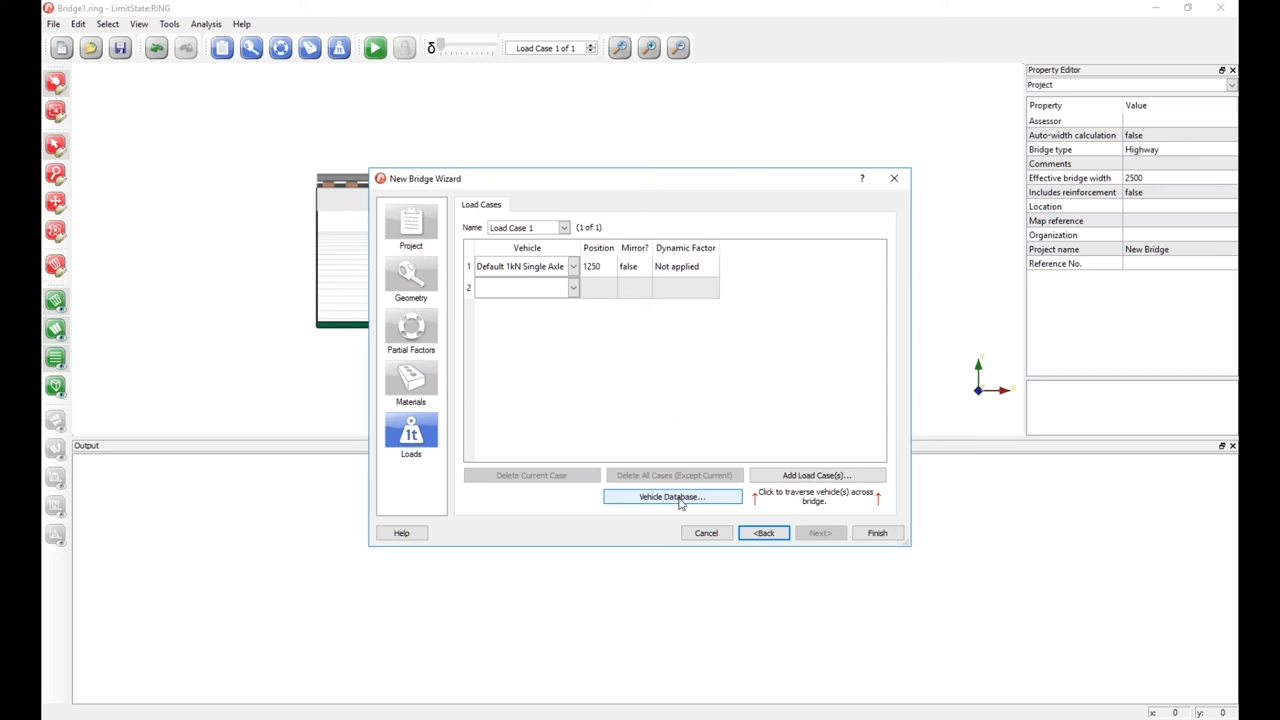 Bridge1.ring - LimitState:RING
File Edit Select View Tools Analysis Help
δ Load Case 1 of 1
Property Editor
Project
Property Value
Assessor
Auto-width calculation false
Bridge type Highway
Comments
Effective bridge width 2500
Includes reinforcement false
Location
Map reference
Organization
Project name New Bridge
Reference No.
New Bridge Wizard ?
Project
Geometry
Partial Factors
Materials
1t
Loads
Load Cases
Name Load Case 1 (1 of 1)
Vehicle Position Mirror? Dynamic Factor
1 Default 1kN Single Axle 1250 false Not applied
2
Delete Current Case Delete All Cases (Except Current) Add Load Case(s)...
Vehicle Database... Click to traverse vehicle(s) across
bridge.
Help Cancel <Back Next> Finish
Y
X
Output
x: 0 y: 0